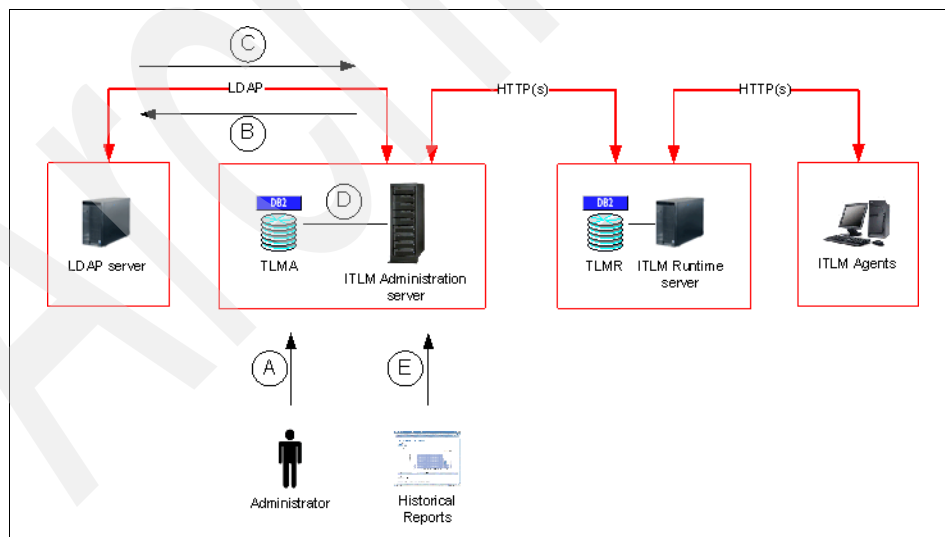 C
LDAP
HTTP(s)
HTTP(s)
B
DB2
D
DB2
LDAP server
TLMA
ITLM Administration
server
TLMR
ITLM Runtime
server
ITLM Agents
A
E
Administrator
Historical
Reports